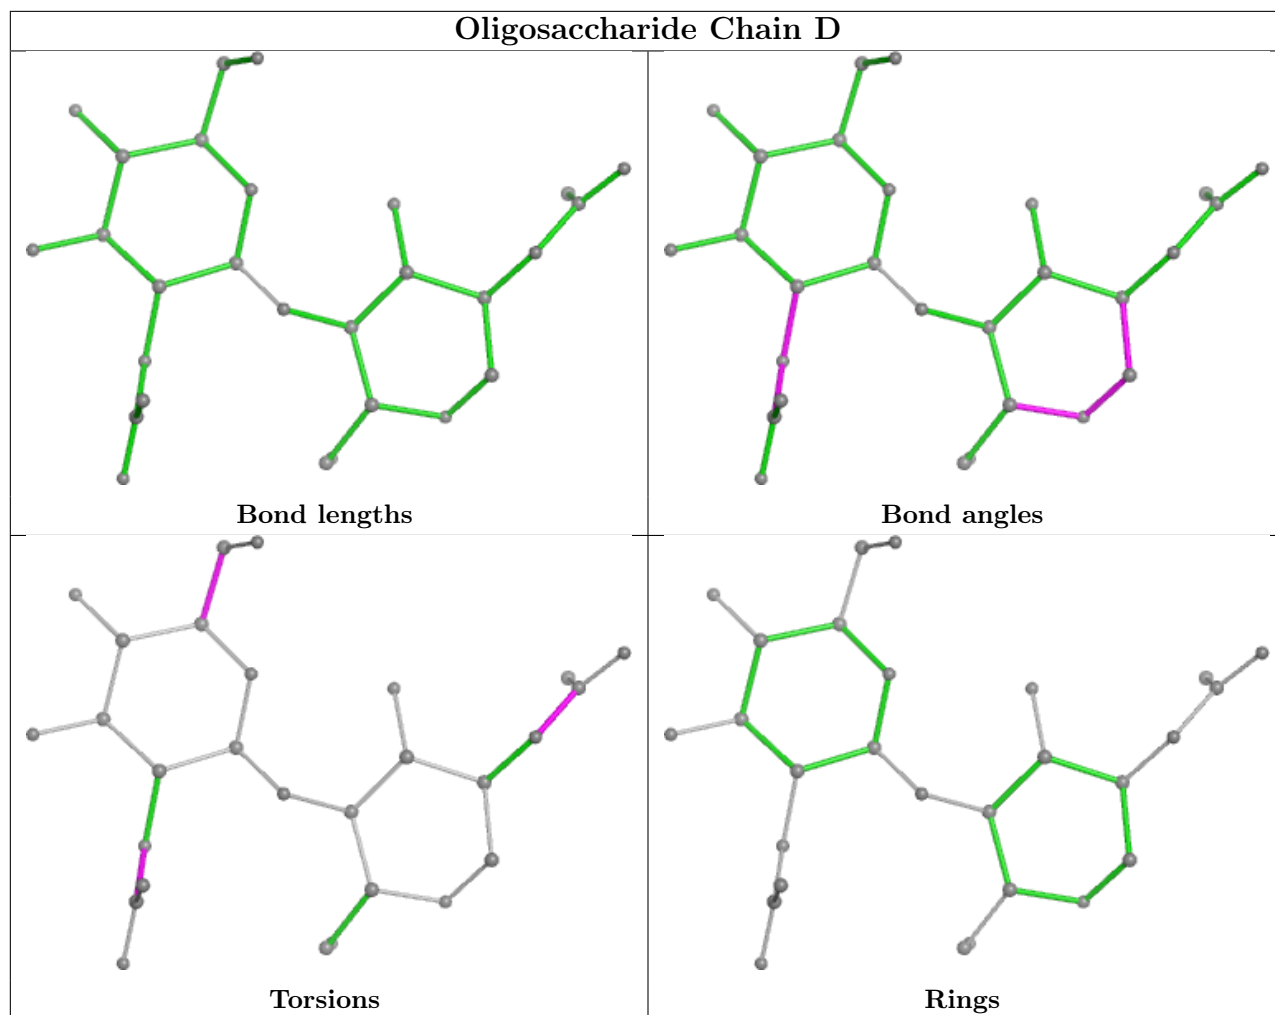 Oligosaccharide Chain D
Bond lengths
Bond angles
Torsions
Rings